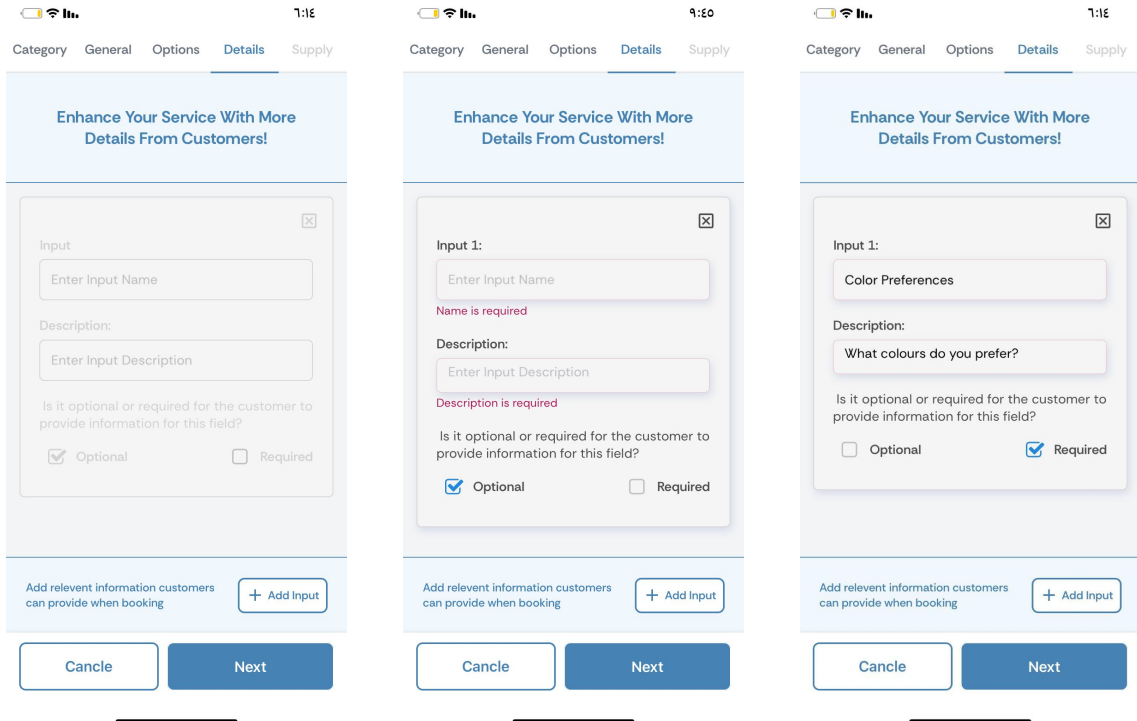 ٦:١٤
Category General Options Details Supply
Enhance Your Service With More
Details From Customers!
Input
Enter Input Name
Description:
Enter Input Description
Is it optional or required for the customer to
provide information for this field?
Optional Required
Add relevent information customers
can provide when booking
+ Add Input
Cancle Next
٩:٤٥
Category General Options Details Supply
Enhance Your Service With More
Details From Customers!
Input 1:
Enter Input Name
Name is required
Description:
Enter Input Description
Description is required
Is it optional or required for the customer to
provide information for this field?
Optional Required
Add relevent information customers
can provide when booking
+ Add Input
Cancle Next
٦:١٤
Category General Options Details Supply
Enhance Your Service With More
Details From Customers!
Input 1:
Color Preferences
Description:
What colours do you prefer?
Is it optional or required for the customer to
provide information for this field?
Optional Required
Add relevent information customers
can provide when booking
+ Add Input
Cancle Next